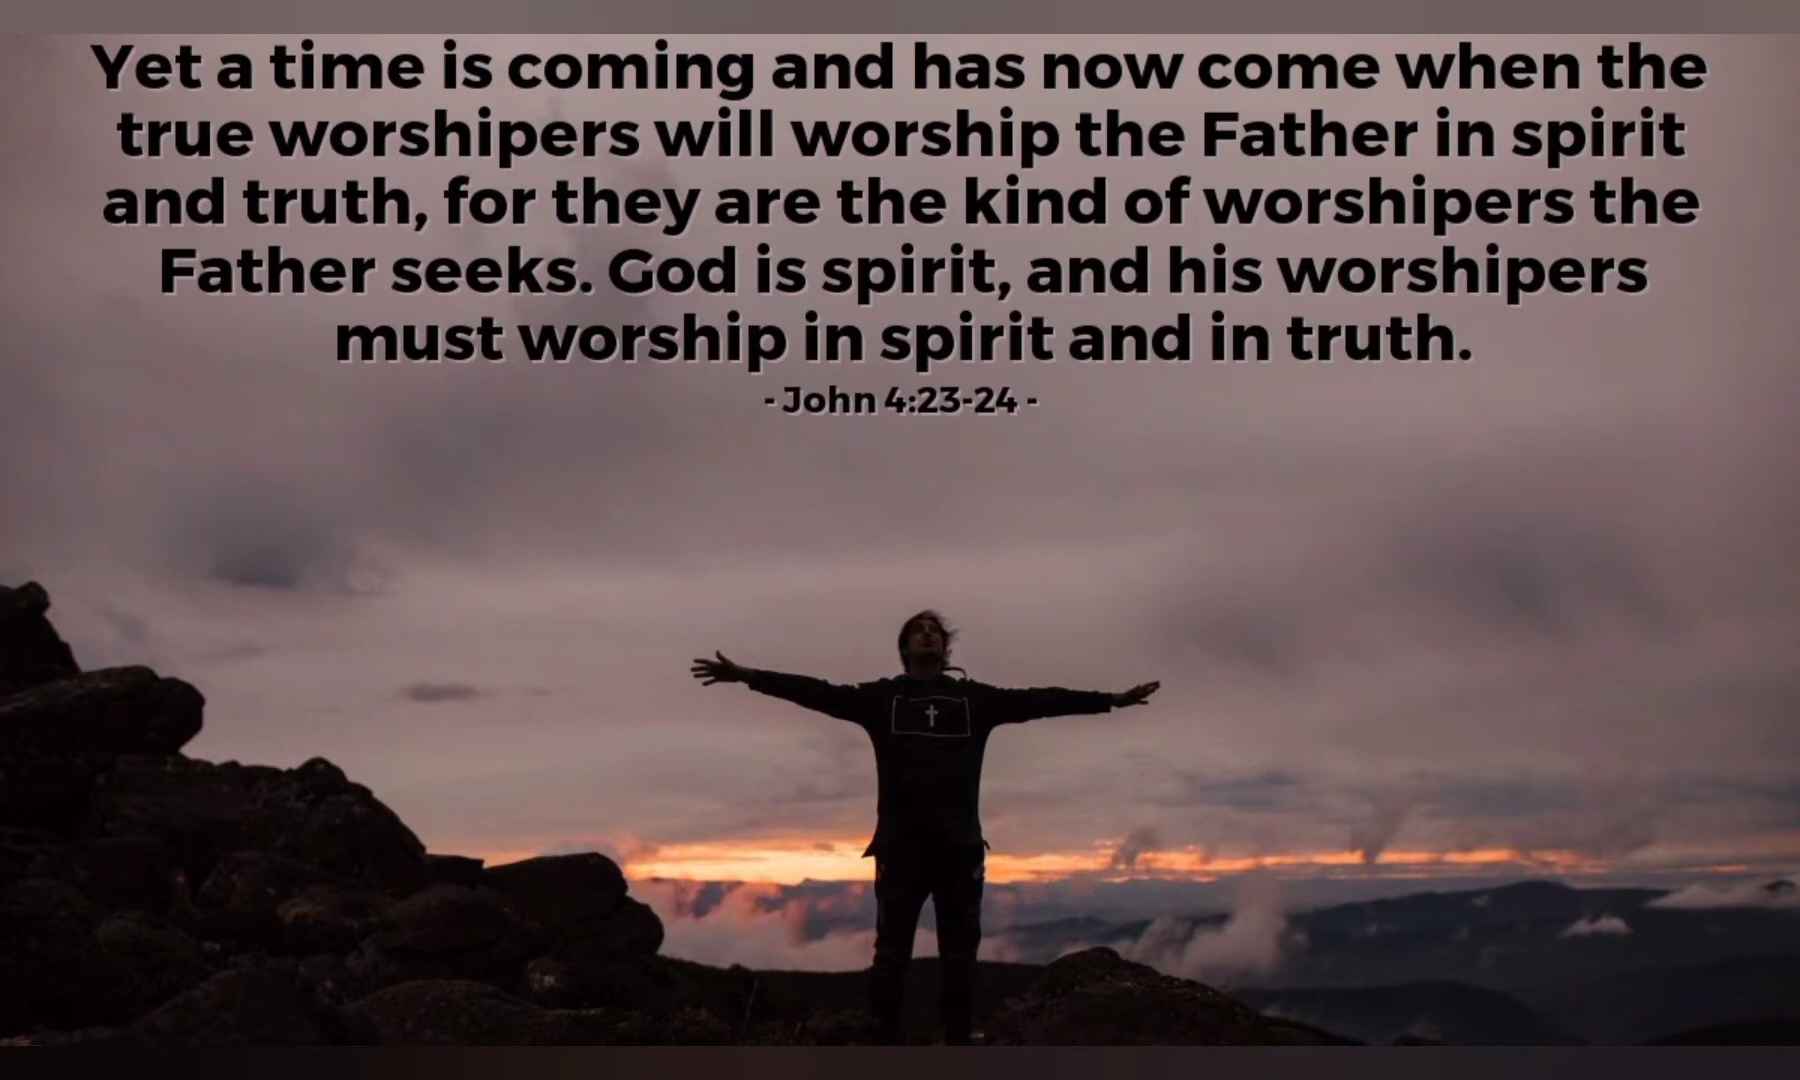 Yet a time is coming and has now come when the
true worshipers will worship the Father in spirit
and truth, for they are the kind of worshipers the
Father seeks. God is spirit, and his worshipers
must worship in spirit and in truth.
- John 4:23-24 -